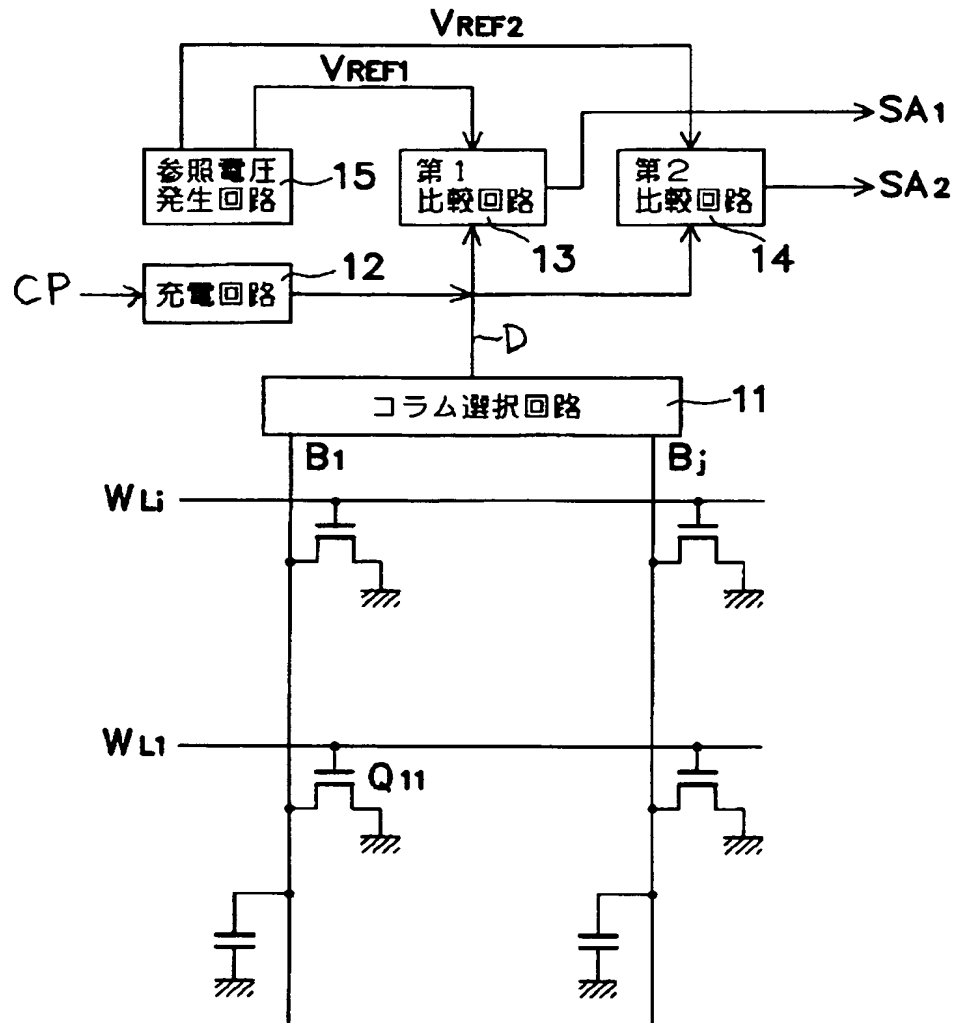 VREF2
VREF1
SA1
参照電圧
発生回路
15
第1
比較回路
13
第2
比較回路
14
SA2
CP
充電回路
12
D
コラム選択回路
11
B1
Bj
WLi
WL1
Q11